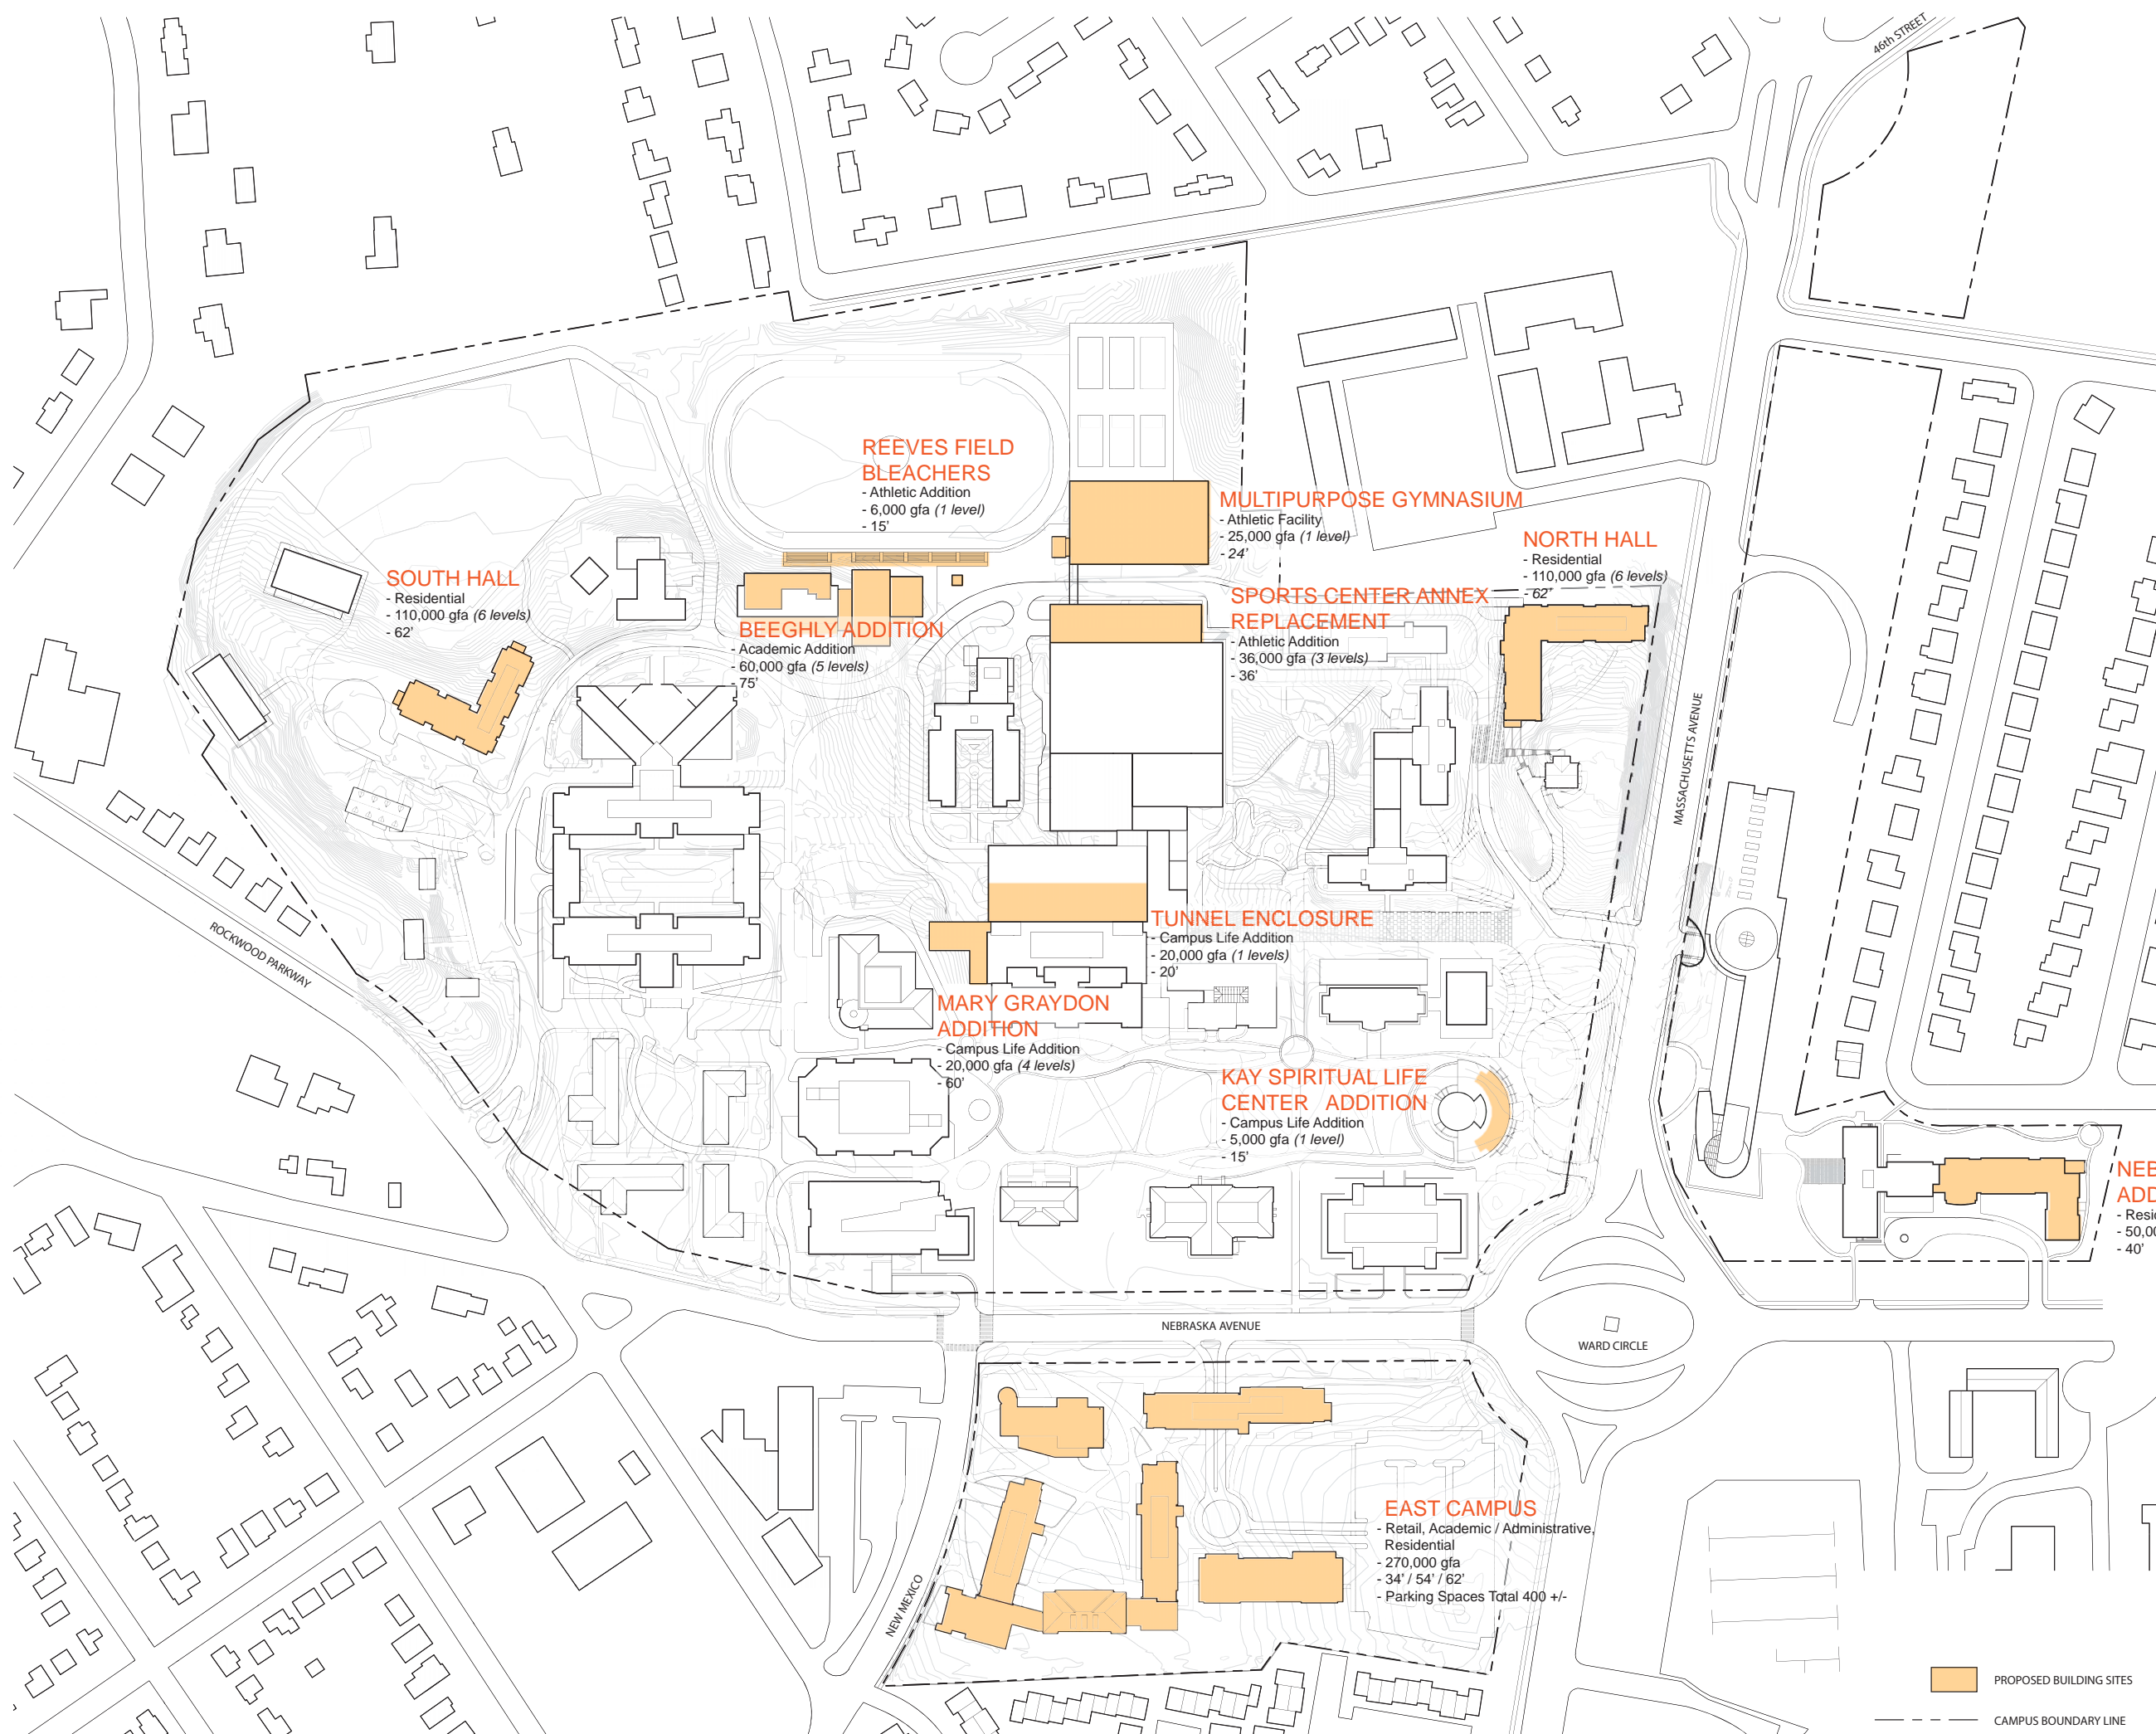 46th STREET
REEVES FIELD
BLEACHERS
- Athletic Addition
- 6,000 gfa (1 level)
- 15'
MULTIPURPOSE GYMNASIUM
- Athletic Facility
- 25,000 gfa (1 level)
- 24'
NORTH HALL
- Residential
- 110,000 gfa (6 levels)
- 62'
SOUTH HALL
- Residential
- 110,000 gfa (6 levels)
- 62'
SPORTS CENTER ANNEX
REPLACEMENT
- Athletic Addition
- 36,000 gfa (3 levels)
- 36'
BEEGHLY ADDITION
- Academic Addition
- 60,000 gfa (5 levels)
- 75'
MASSACHUSETTS AVENUE
ROCKWOOD PARKWAY
TUNNEL ENCLOSURE
- Campus Life Addition
- 20,000 gfa (1 levels)
- 20'
MARY GRAYDON
ADDITION
- Campus Life Addition
- 20,000 gfa (4 levels)
- 60'
KAY SPIRITUAL LIFE
CENTER ADDITION
- Campus Life Addition
- 5,000 gfa (1 level)
- 15'
NEB
ADD
- Resi
- 50,00
- 40'
NEBRASKA AVENUE
WARD CIRCLE
EAST CAMPUS
- Retail, Academic / Administrative,
Residential
- 270,000 gfa
- 34' / 54' / 62'
- Parking Spaces Total 400 +/-
NEW MEXICO
PROPOSED BUILDING SITES
CAMPUS BOUNDARY LINE